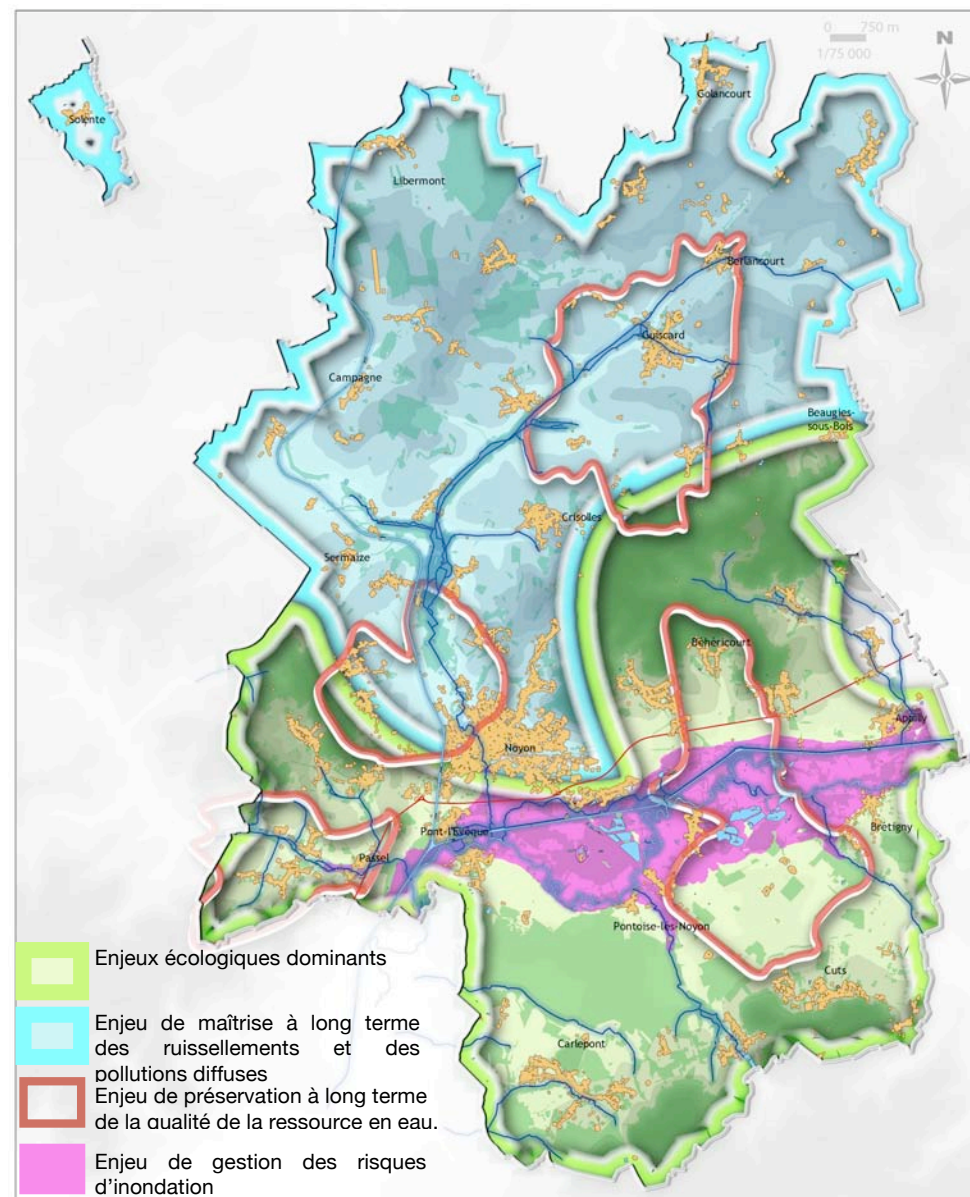 0 750 m
1/75 000
N
Solente
Golancourt
Libermont
Berlancourt
Guiscard
Campagne
Beaugies-
sous-Bois
Crisolles
Sermaize
Béhéricourt
Appilly
Noyon
Pont-l'Evêque
Brétigny
Passel
Pontoise-lès-Noyon
Cuts
Carlepont
Enjeux écologiques dominants
Enjeu de maîtrise à long terme
des ruissellements et des
pollutions diffuses
Enjeu de préservation à long terme
de la qualité de la ressource en eau.
Enjeu de gestion des risques
d'inondation